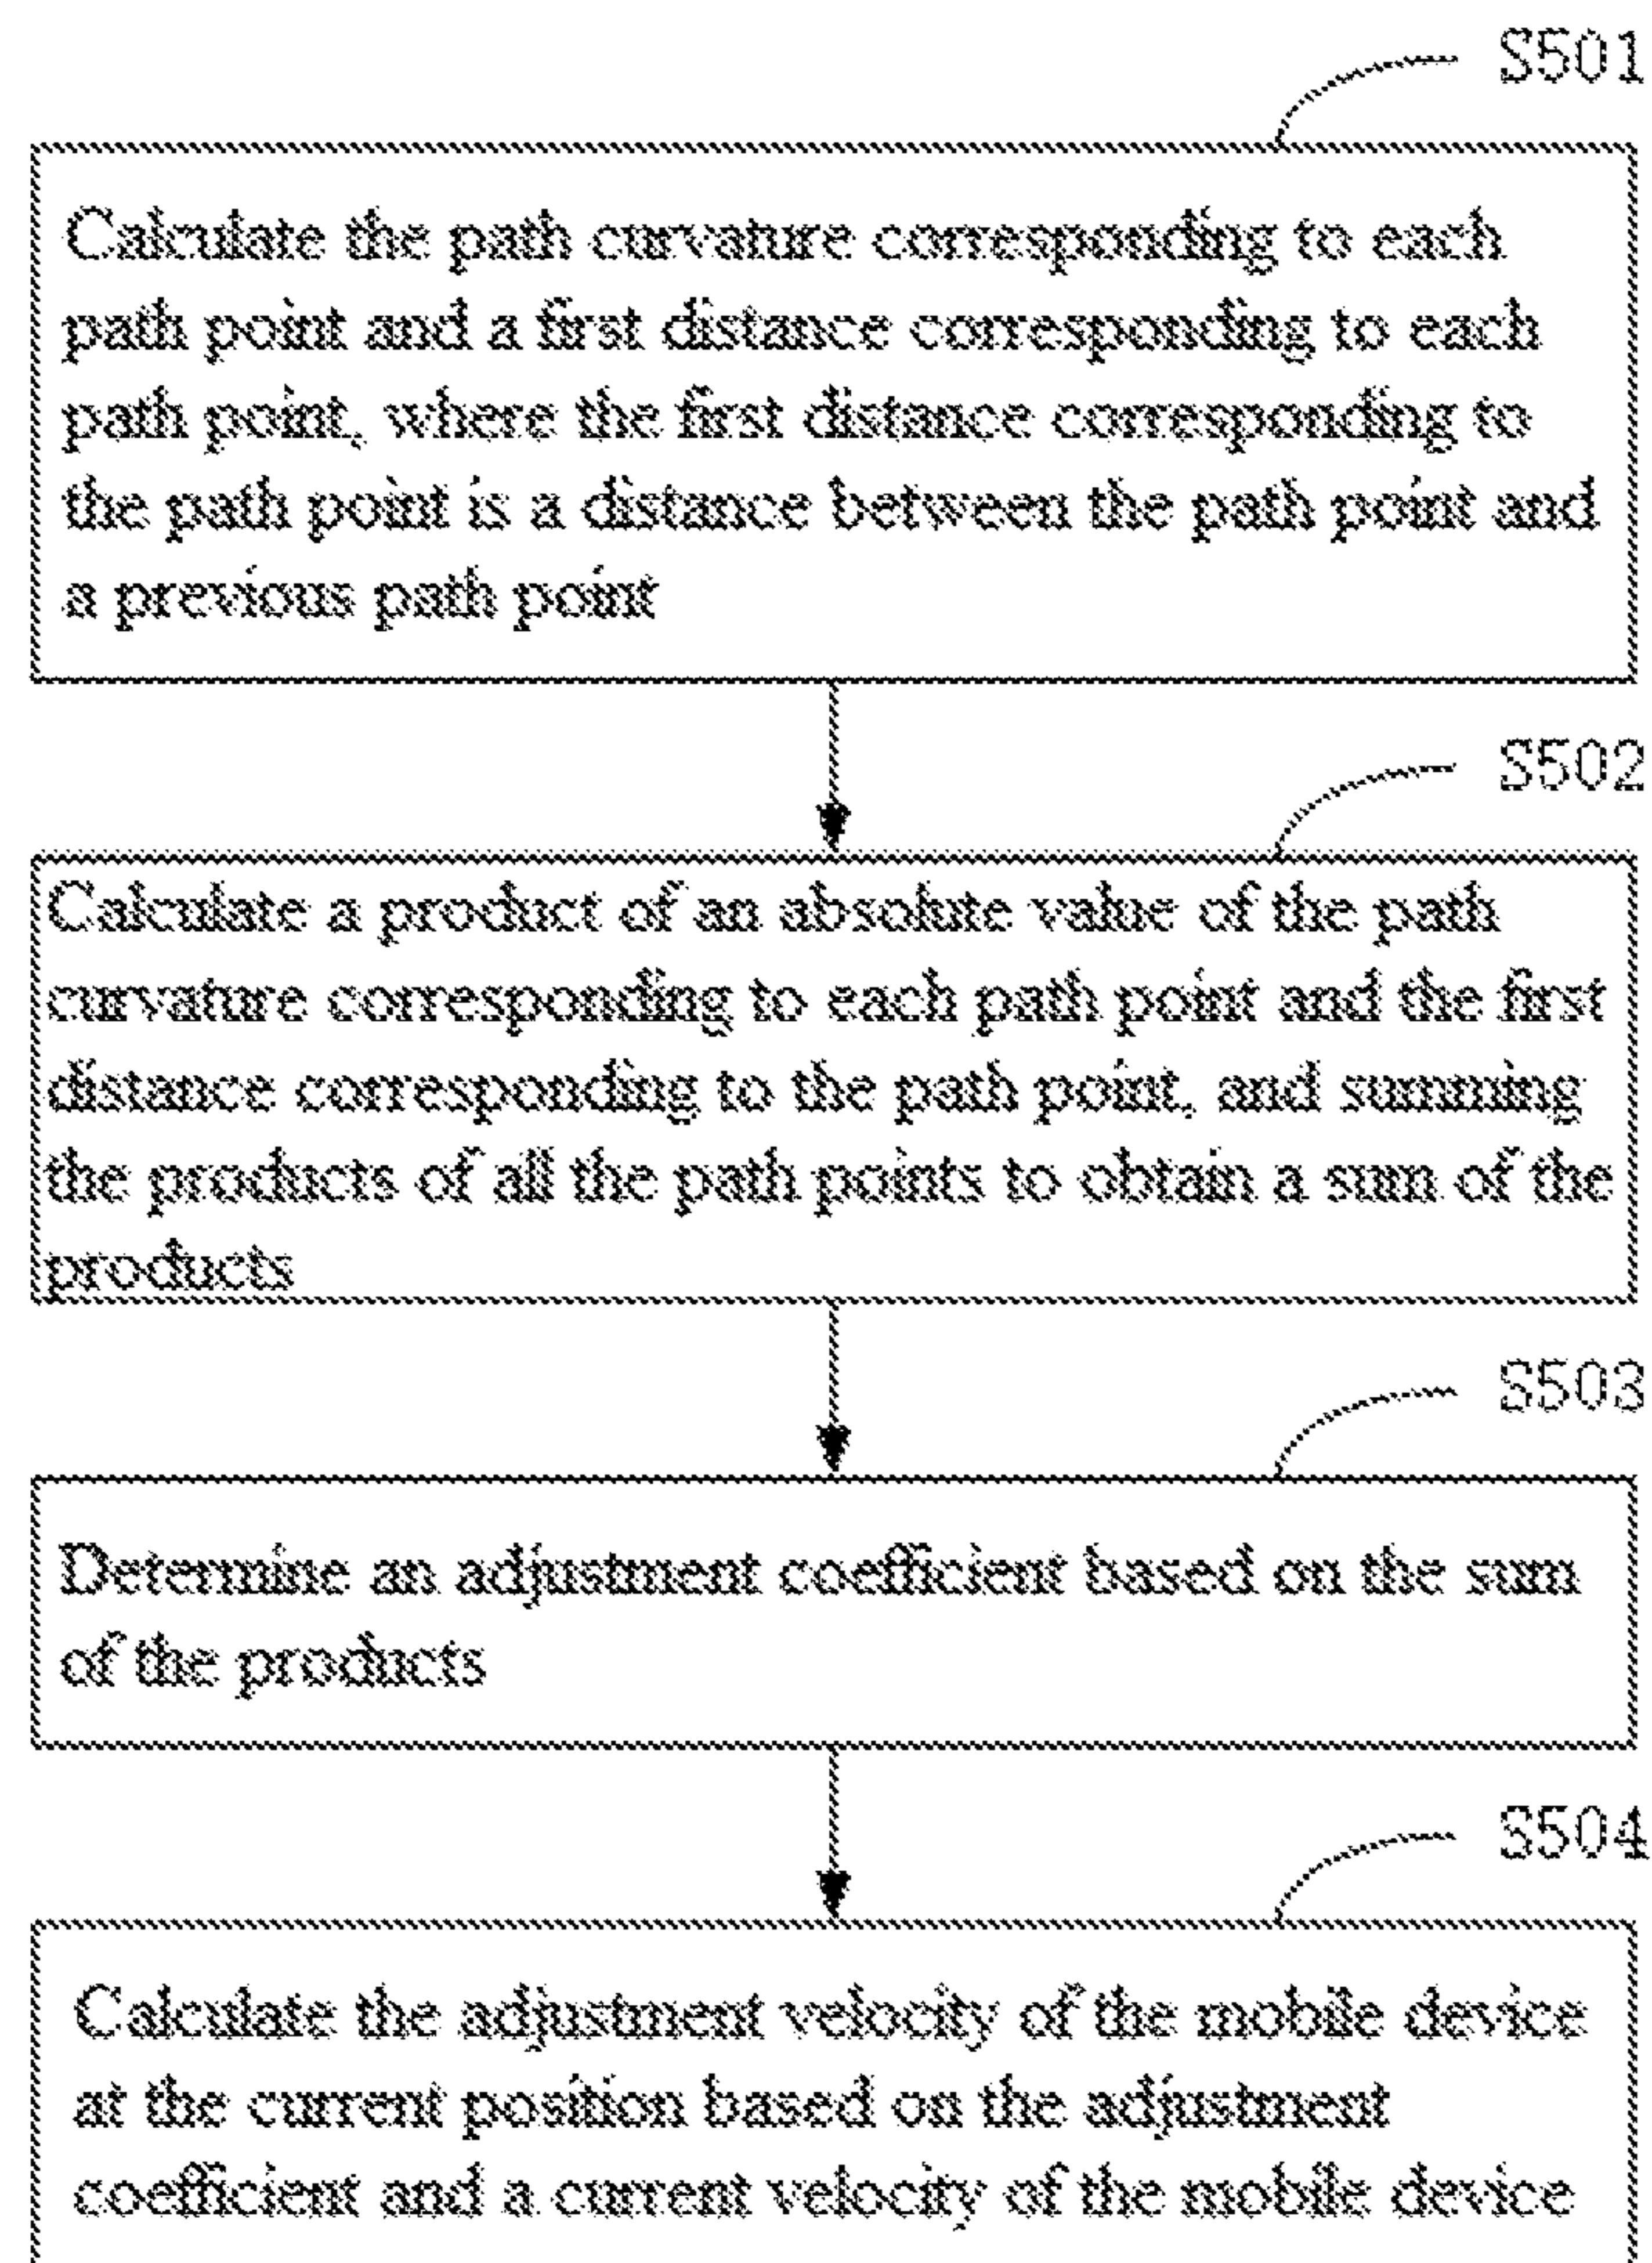 S501
Calculate the path curvature corresponding to each
path point and a first distance corresponding to each
path point, where the first distance corresponding to
the path point is a distance between the path point and
a previous path point
S502
Calculate a product of an absolute value of the path
curvature corresponding to each path point and the first
distance corresponding to the path point, and summing
the products of all the path points to obtain a sum of the
products
S503
Determine an adjustment coefficient based on the sum
of the products
S504
Calculate the adjustment velocity of the mobile device
at the current position based on the adjustment
coefficient and a current velocity of the mobile device